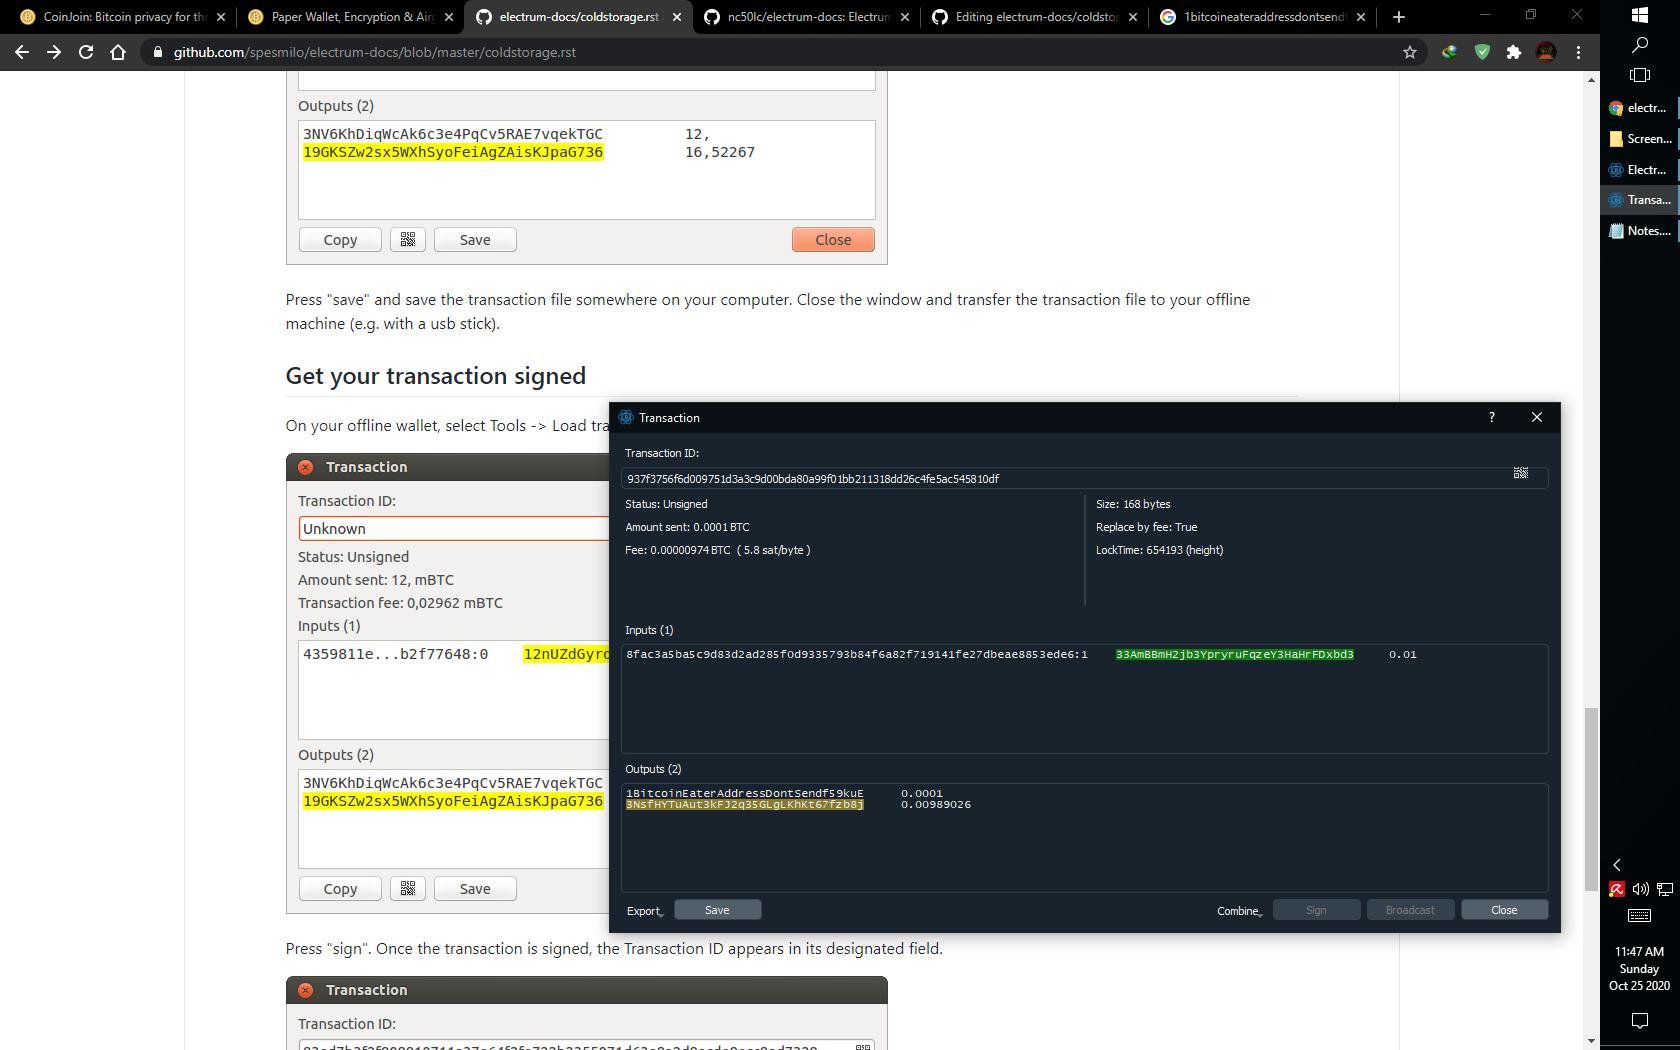 CoinJoin: Bitcoin privacy for the
Paper Wallet, Encryption & Air
electrum-docs/coldstorage.rst
nc50lc/electrum-docs: Electrum
Editing electrum-docs/coldstor
1bitcoineateraddressdontsend
github.com/spesmilo/electrum-docs/blob/master/coldstorage.rst
Outputs (2)
3NV6KhDiqWcAk6c3e4PqCv5RAE7vqekTGC 12,
19GKSZw2sx5WXhSyoFeiAgZAisKJpaG736 16,52267
Copy Save Close
Press "save" and save the transaction file somewhere on your computer. Close the window and transfer the transaction file to your offline
machine (e.g. with a usb stick).
Get your transaction signed
On your offline wallet, select Tools -> Load tra
Transaction
Transaction ID:
Unknown
Status: Unsigned
Amount sent: 12, mBTC
Transaction fee: 0,02962 mBTC
Inputs (1)
4359811e...b2f77648:0 12nUZdGyrd
Outputs (2)
3NV6KhDiqWcAk6c3e4PqCv5RAE7vqekTGC
19GKSZw2sx5WXhSyoFeiAgZAisKJpaG736
Copy Save
Press "sign". Once the transaction is signed, the Transaction ID appears in its designated field.
Transaction
Transaction ID:
Transaction ?
Transaction ID:
937f3756f6d009751d3a3c9d00bda80a99f01bb211318dd26c4fe5ac545810df
Status: Unsigned
Amount sent: 0.0001 BTC
Fee: 0.00000974 BTC ( 5.8 sat/byte )
Size: 168 bytes
Replace by fee: True
LockTime: 654193 (height)
Inputs (1)
8fac3a5ba5c9d83d2ad285f0d9335793b84f6a82f719141fe27dbeae8853ede6:1 33AmBBmH2jb3YpryruFqzeY3HaHrFDxbd3 0.01
Outputs (2)
1BitcoinEaterAddressDontSendf59kuE 0.0001
3NsfHYTuAut3kFJ2q35GLgLKhKt67fzb8j 0.00989026
Export Save Combine Sign Broadcast Close
electr...
Screen...
Electr...
Transa...
Notes....
11:47 AM
Sunday
Oct 25 2020